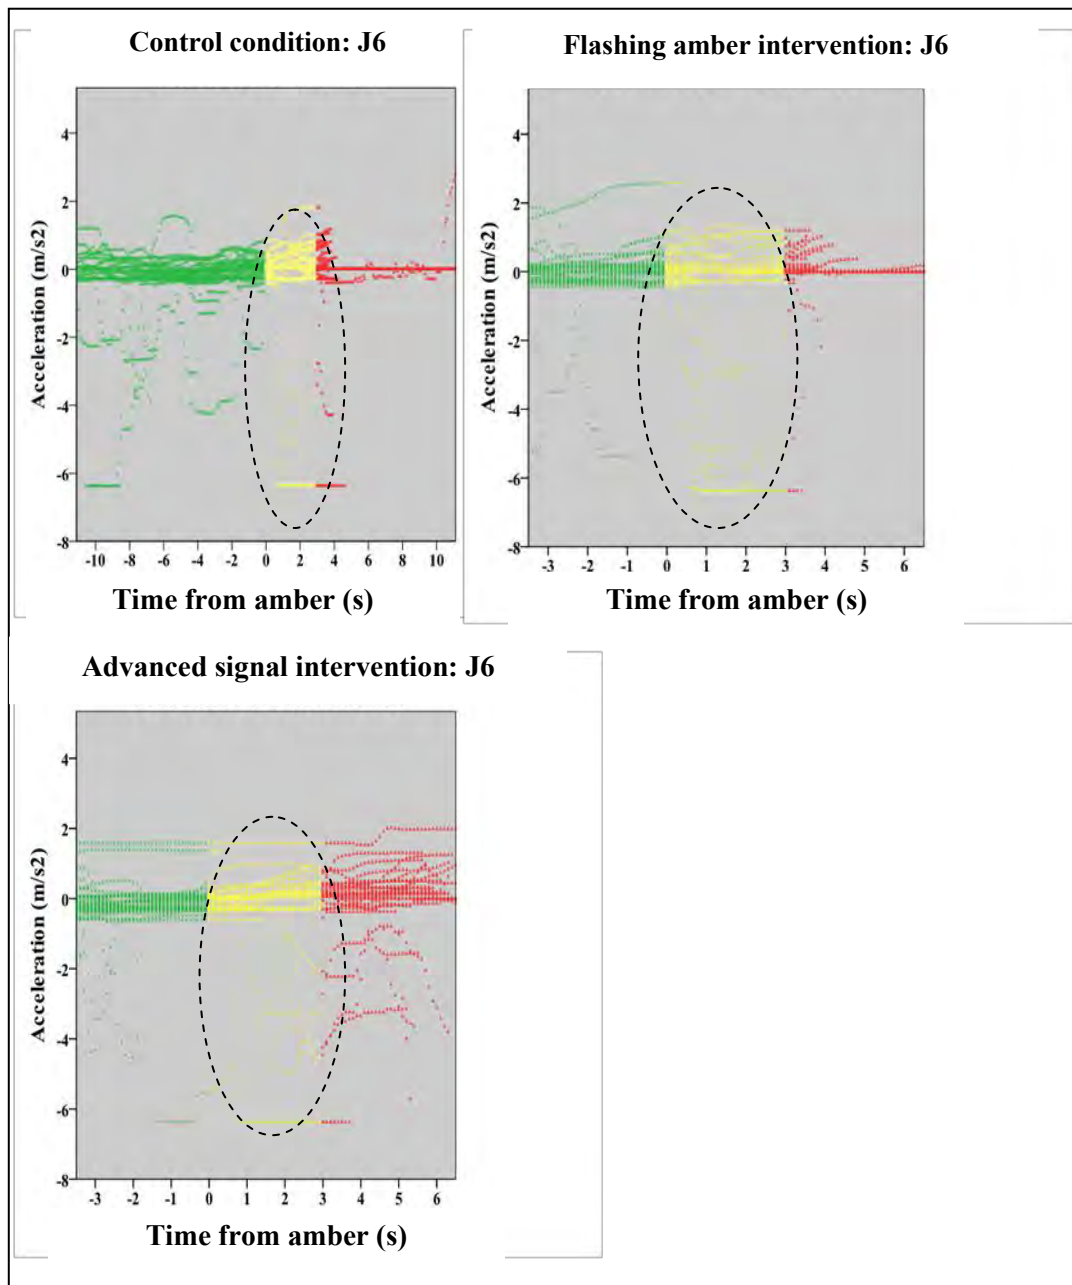 Control condition: J6
Acceleration (m/s2)
4
2
0
-2
-4
-6
-8
-10 -8 -6 -4 -2 0 2 4 6 8 10
Time from amber (s)
Flashing amber intervention: J6
Acceleration (m/s2)
4
2
0
-2
-4
-6
-8
-3 -2 -1 0 1 2 3 4 5 6
Time from amber (s)
Advanced signal intervention: J6
Acceleration (m/s2)
4
2
0
-2
-4
-6
-8
-3 -2 -1 0 1 2 3 4 5 6
Time from amber (s)